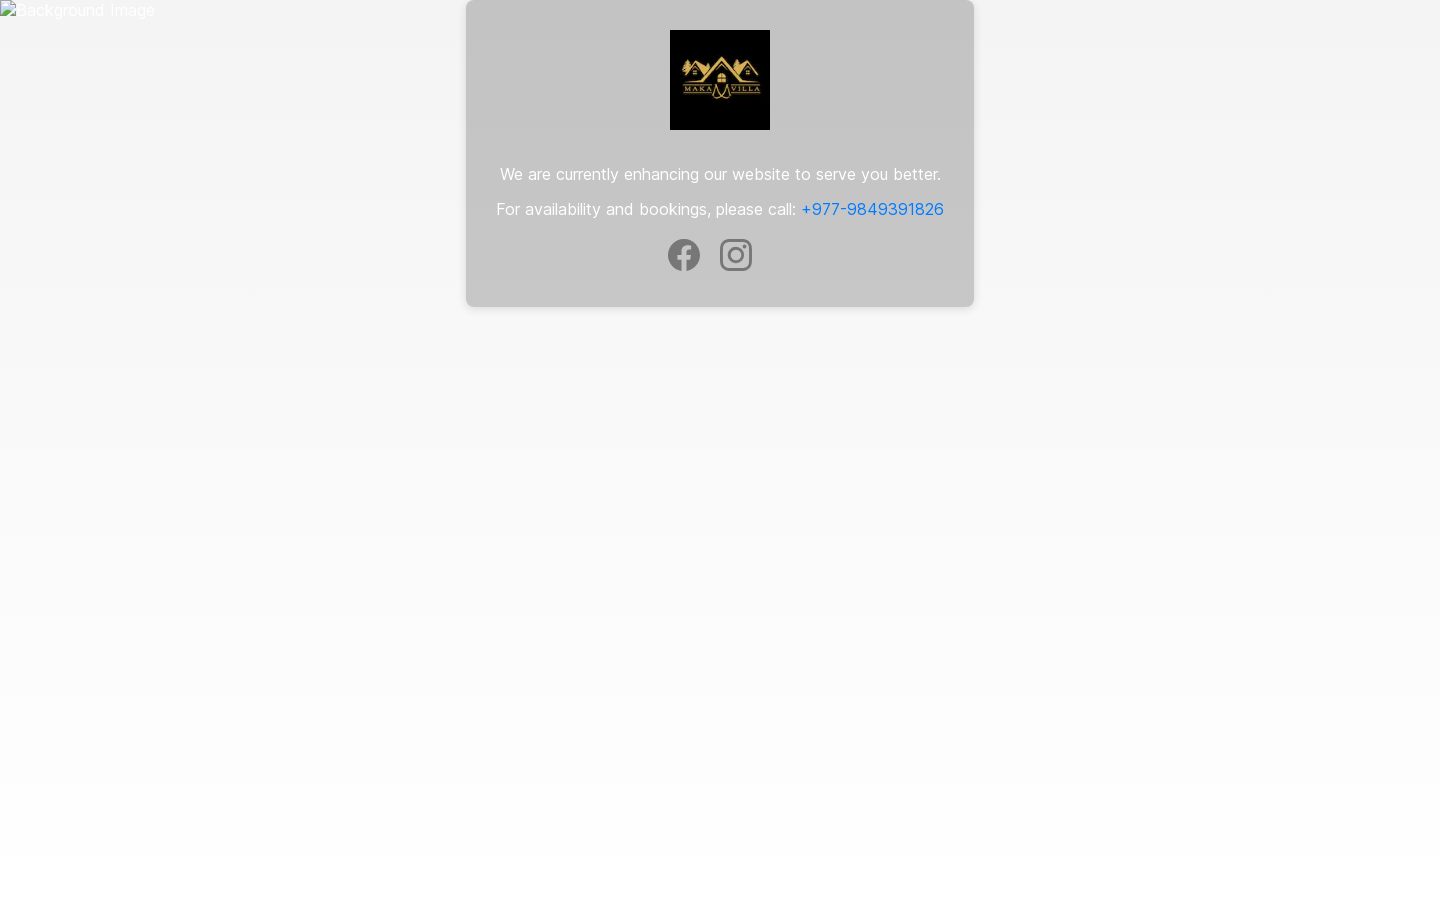 Background Image
MAKA VILLA
We are currently enhancing our website to serve you better.
For availability and bookings, please call: +977-9849391826